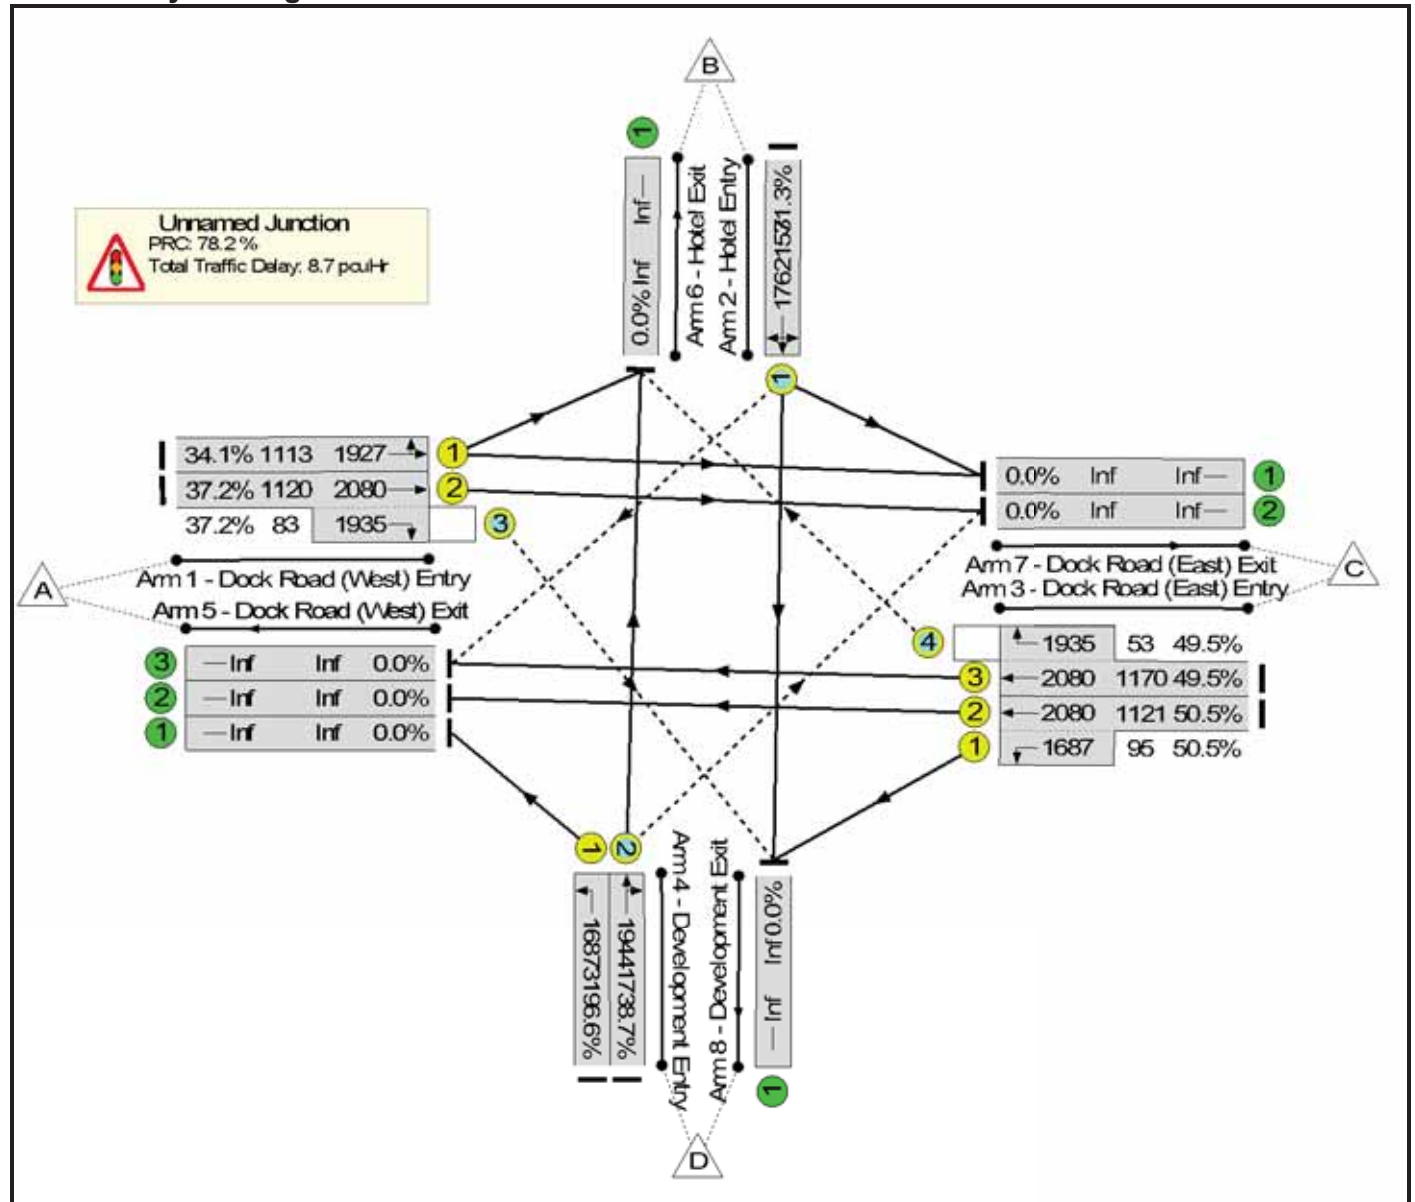 B
1
1
Inf
0.0% Inf
Arm 6 - Hotel Exit
Arm 2 - Hotel Entry
Unnamed Junction
PRC: 78.2 %
Total Traffic Delay: 8.7 pcuHr
34.1% 1113 1927
1
37.2% 1120 2080
2
37.2% 83 1935
3
0.0% Inf Inf
1
0.0% Inf Inf
2
Arm 1 - Dock Road (West) Entry
Arm 5 - Dock Road (West) Exit
A
Arm 7 - Dock Road (East) Exit
Arm 3 - Dock Road (East) Entry
C
3
Inf Inf 0.0%
2
Inf Inf 0.0%
1
Inf Inf 0.0%
4
1935 53 49.5%
3
2080 1170 49.5%
2
2080 1121 50.5%
1
1687 95 50.5%
1
2
16873196.6%
19441738.7%
Arm 4 - Development Entry
Arm 8 - Development Exit
Inf Inf 0.0%
1
D